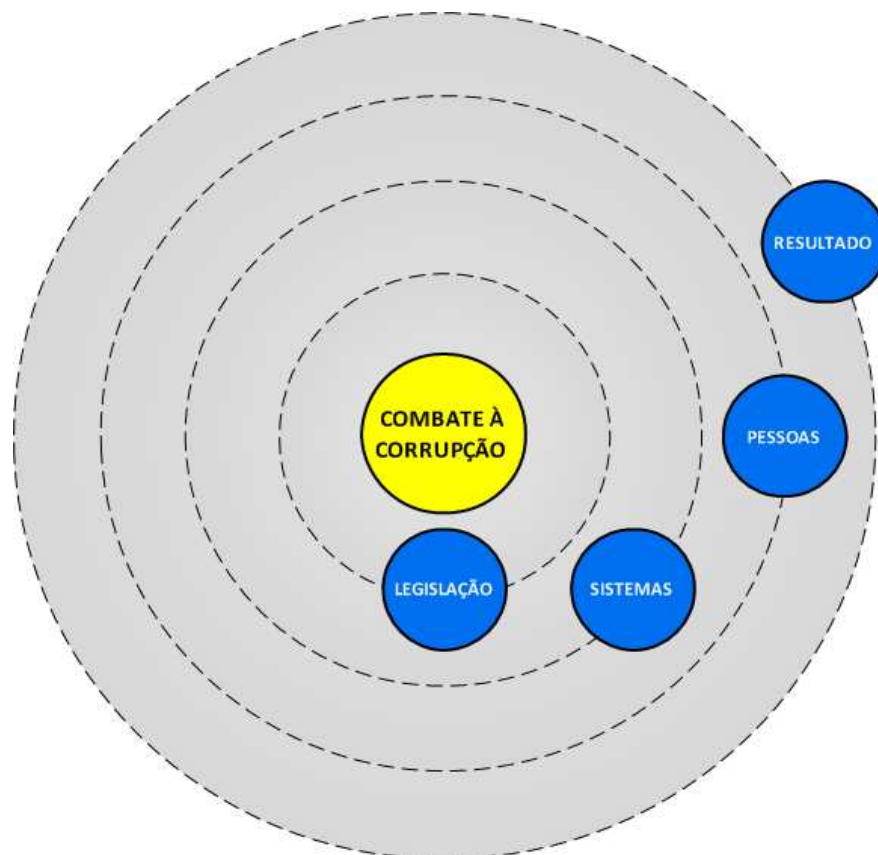 RESULTADO
COMBATE À
CORRUPÇÃO
PESSOAS
LEGISLAÇÃO
SISTEMAS